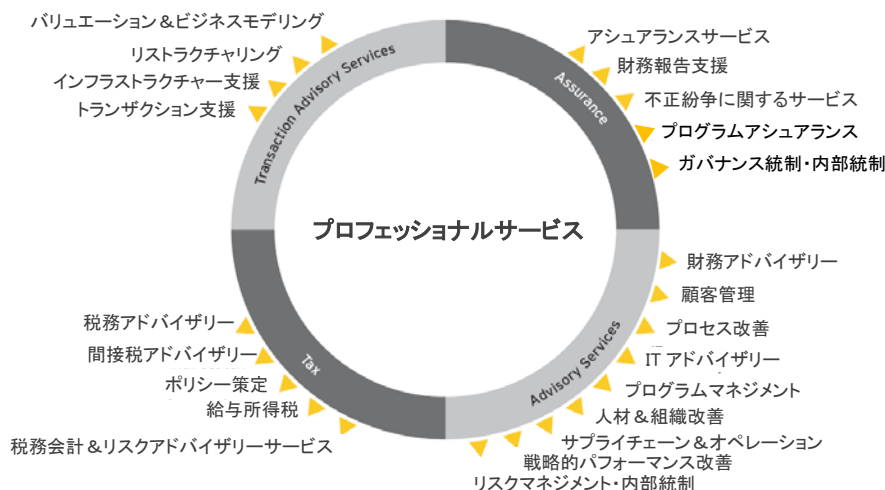 バリュエーション＆ビジネスモデリング
リストラクチャリング
インフラストラクチャー支援
トランザクション支援
Transaction Advisory Services
Assurance
アシュアランスサービス
財務報告支援
不正紛争に関するサービス
プログラムアシュアランス
ガバナンス統制・内部統制
プロフェッショナルサービス
税務アドバイザリー
間接税アドバイザリー
ポリシー策定
給与所得税
税務会計＆リスクアドバイザリーサービス
Tax
Advisory Services
財務アドバイザリー
顧客管理
プロセス改善
ITアドバイザリー
プログラムマネジメント
人材＆組織改善
サプライチェーン＆オペレーション
戦略的パフォーマンス改善
リスクマネジメント・内部統制